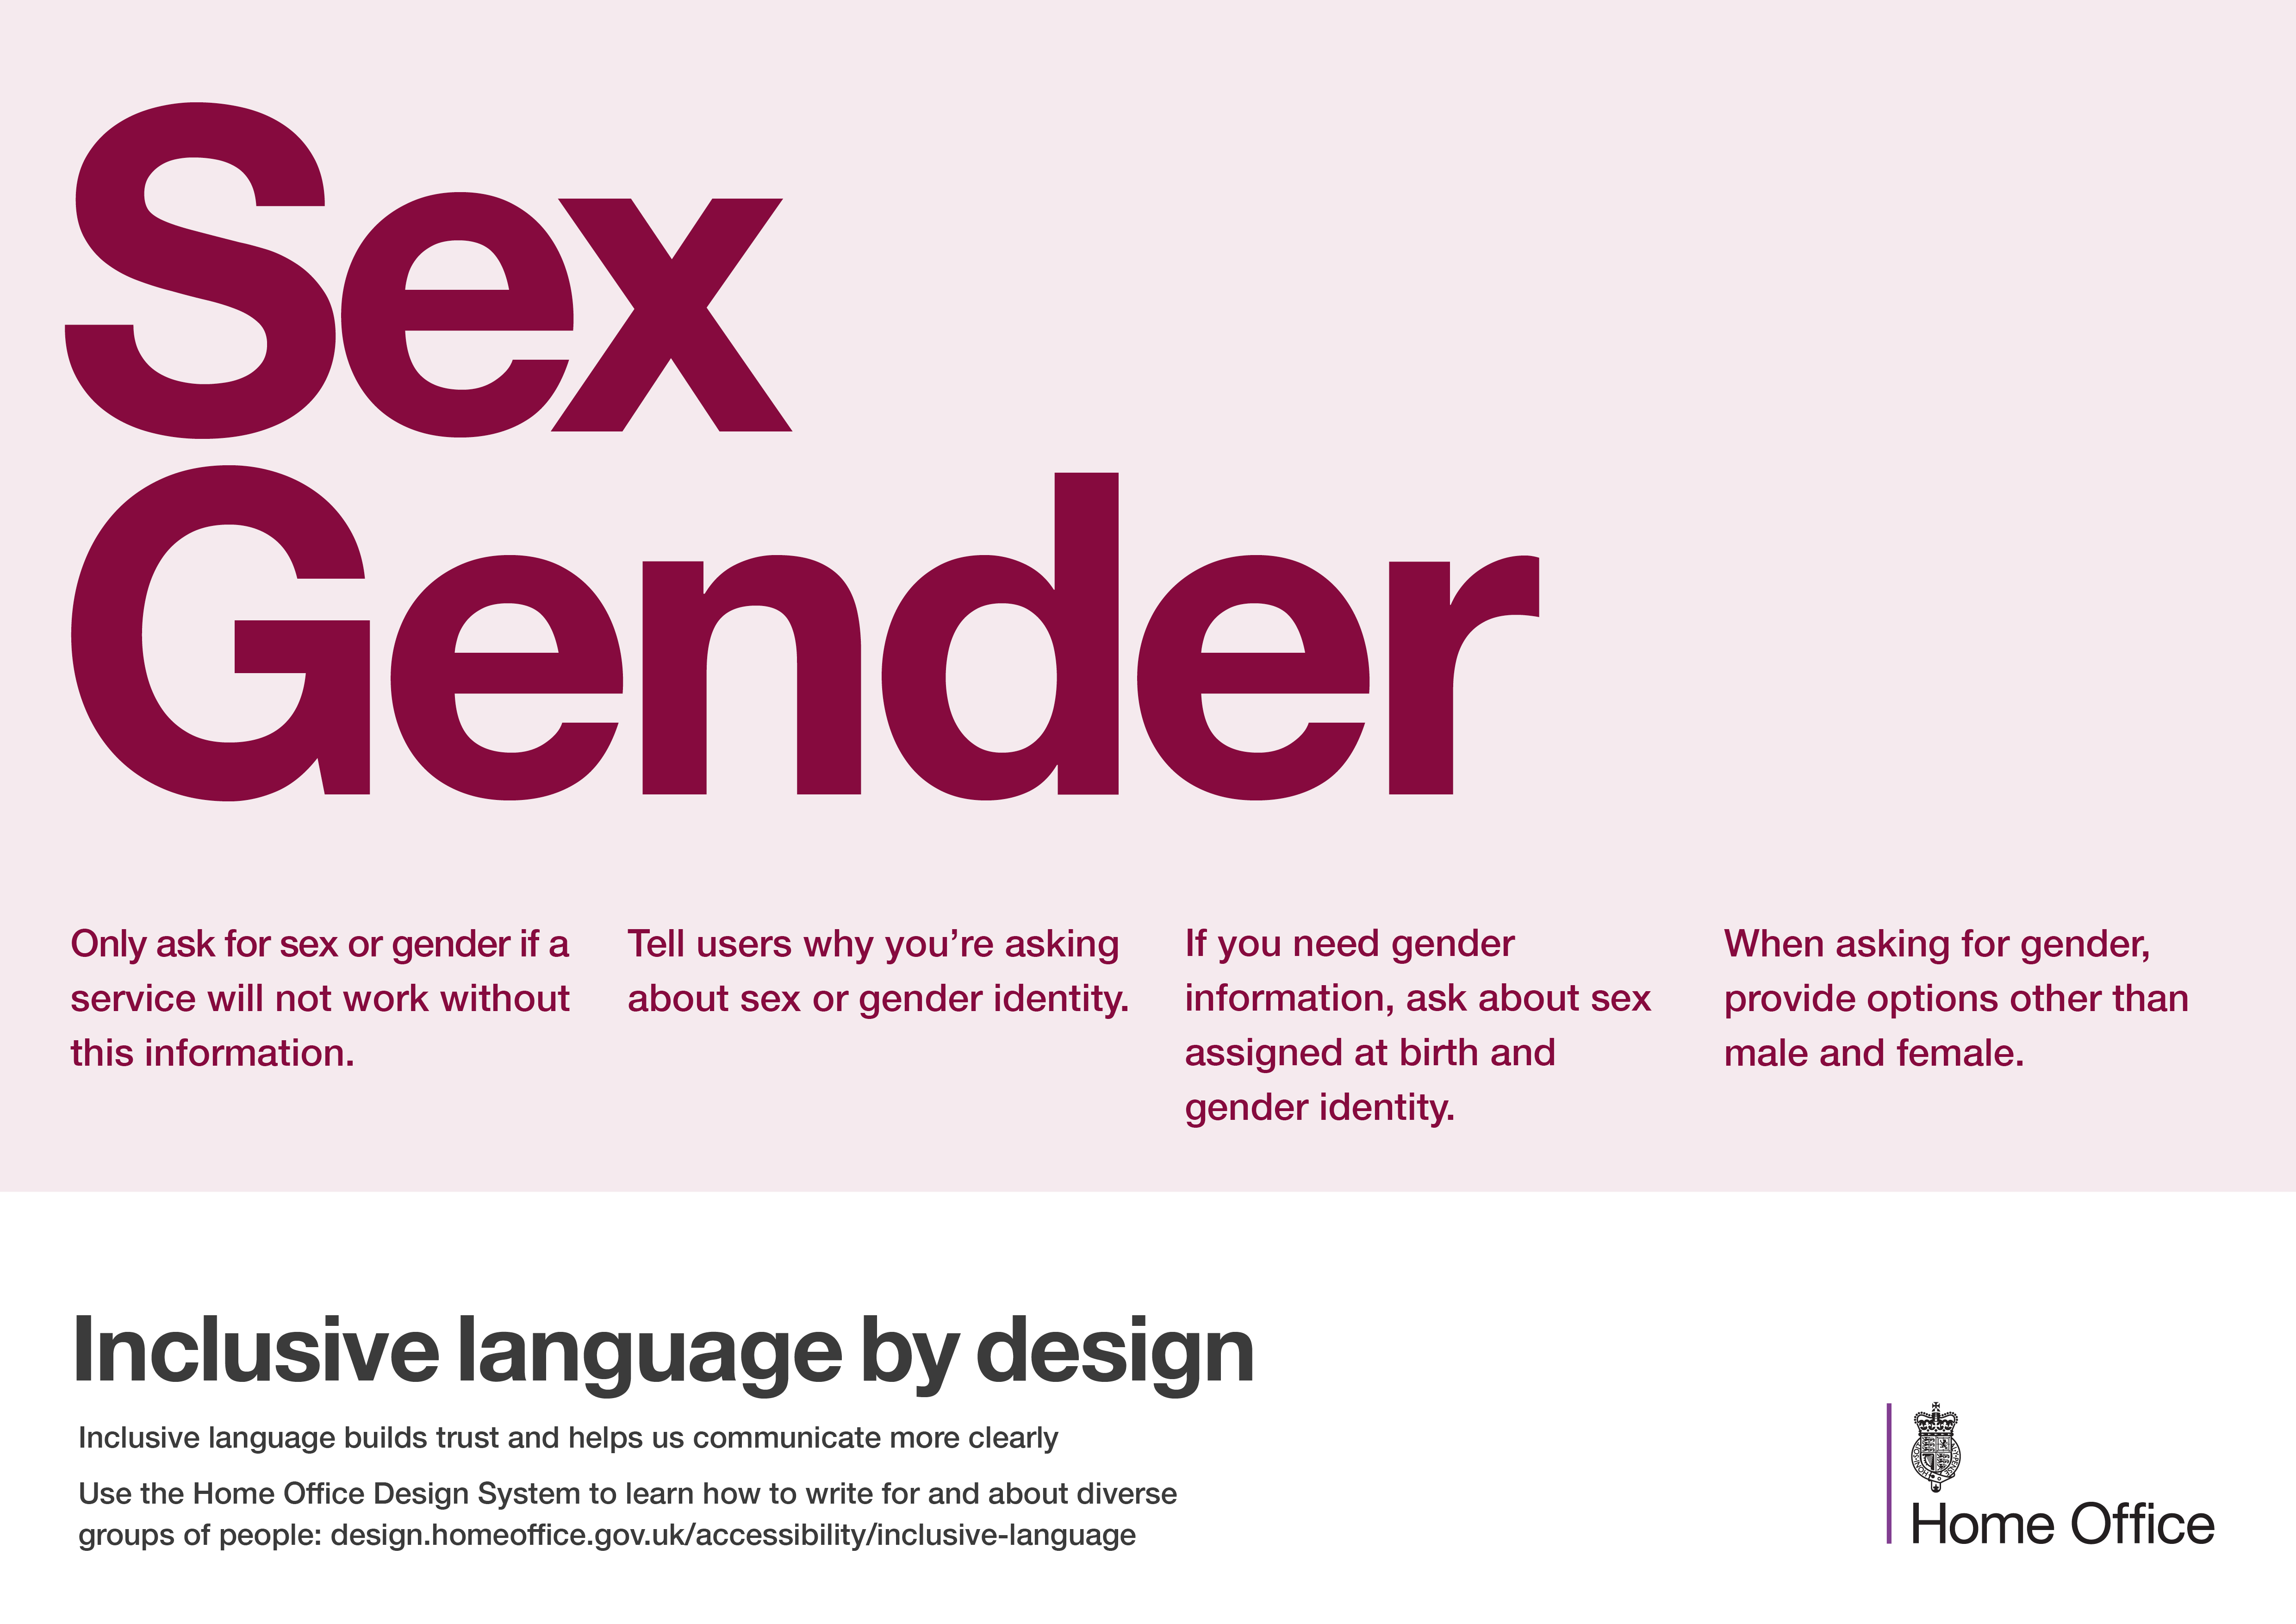 Sex
Gender
Only ask for sex or gender if a
service will not work without
this information.
Tell users why you’re asking
about sex or gender identity.
If you need gender
information, ask about sex
assigned at birth and
gender identity.
When asking for gender,
provide options other than
male and female.
Inclusive language by design
Inclusive language builds trust and helps us communicate more clearly
Use the Home Office Design System to learn how to write for and about diverse
groups of people: design.homeoffice.gov.uk/accessibility/inclusive-language
Home Office